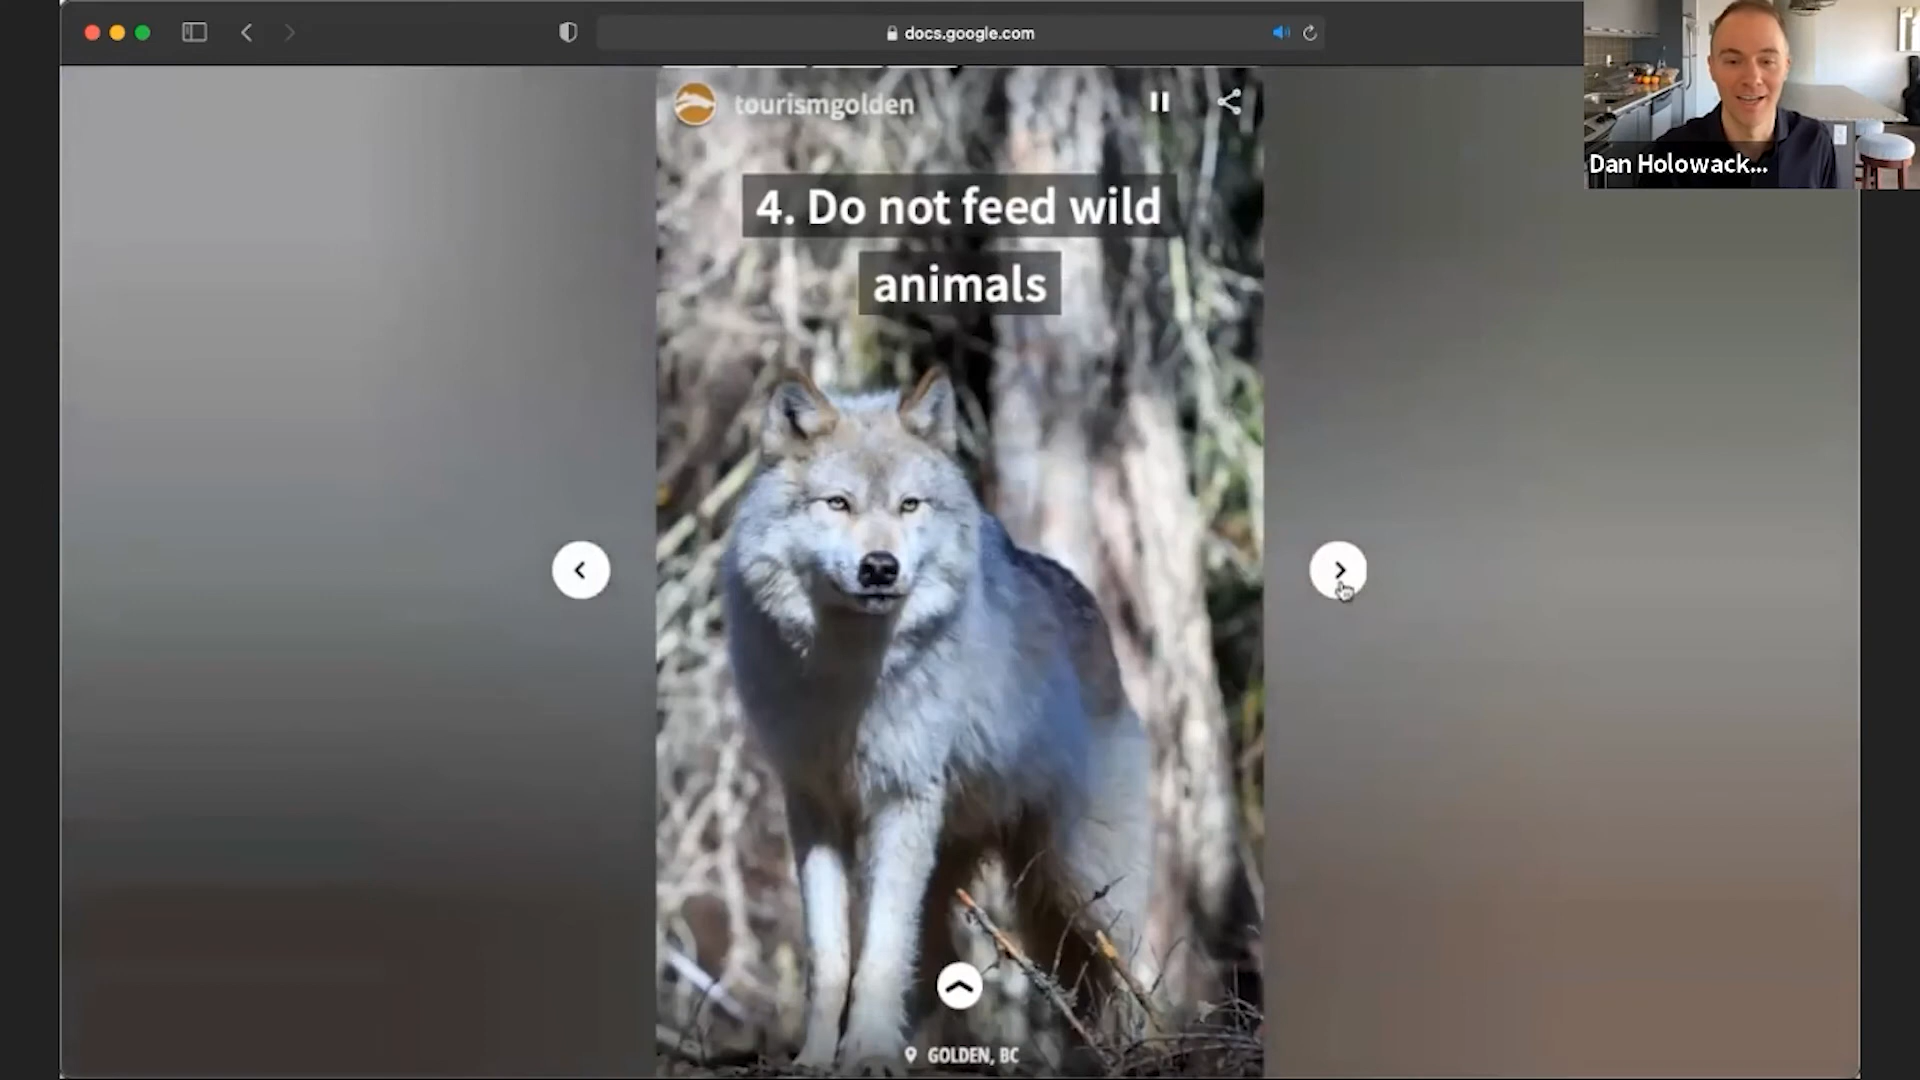 docs.google.com
tourismgolden
4. Do not feed wild
animals
Dan Holowack...
GOLDEN, BC